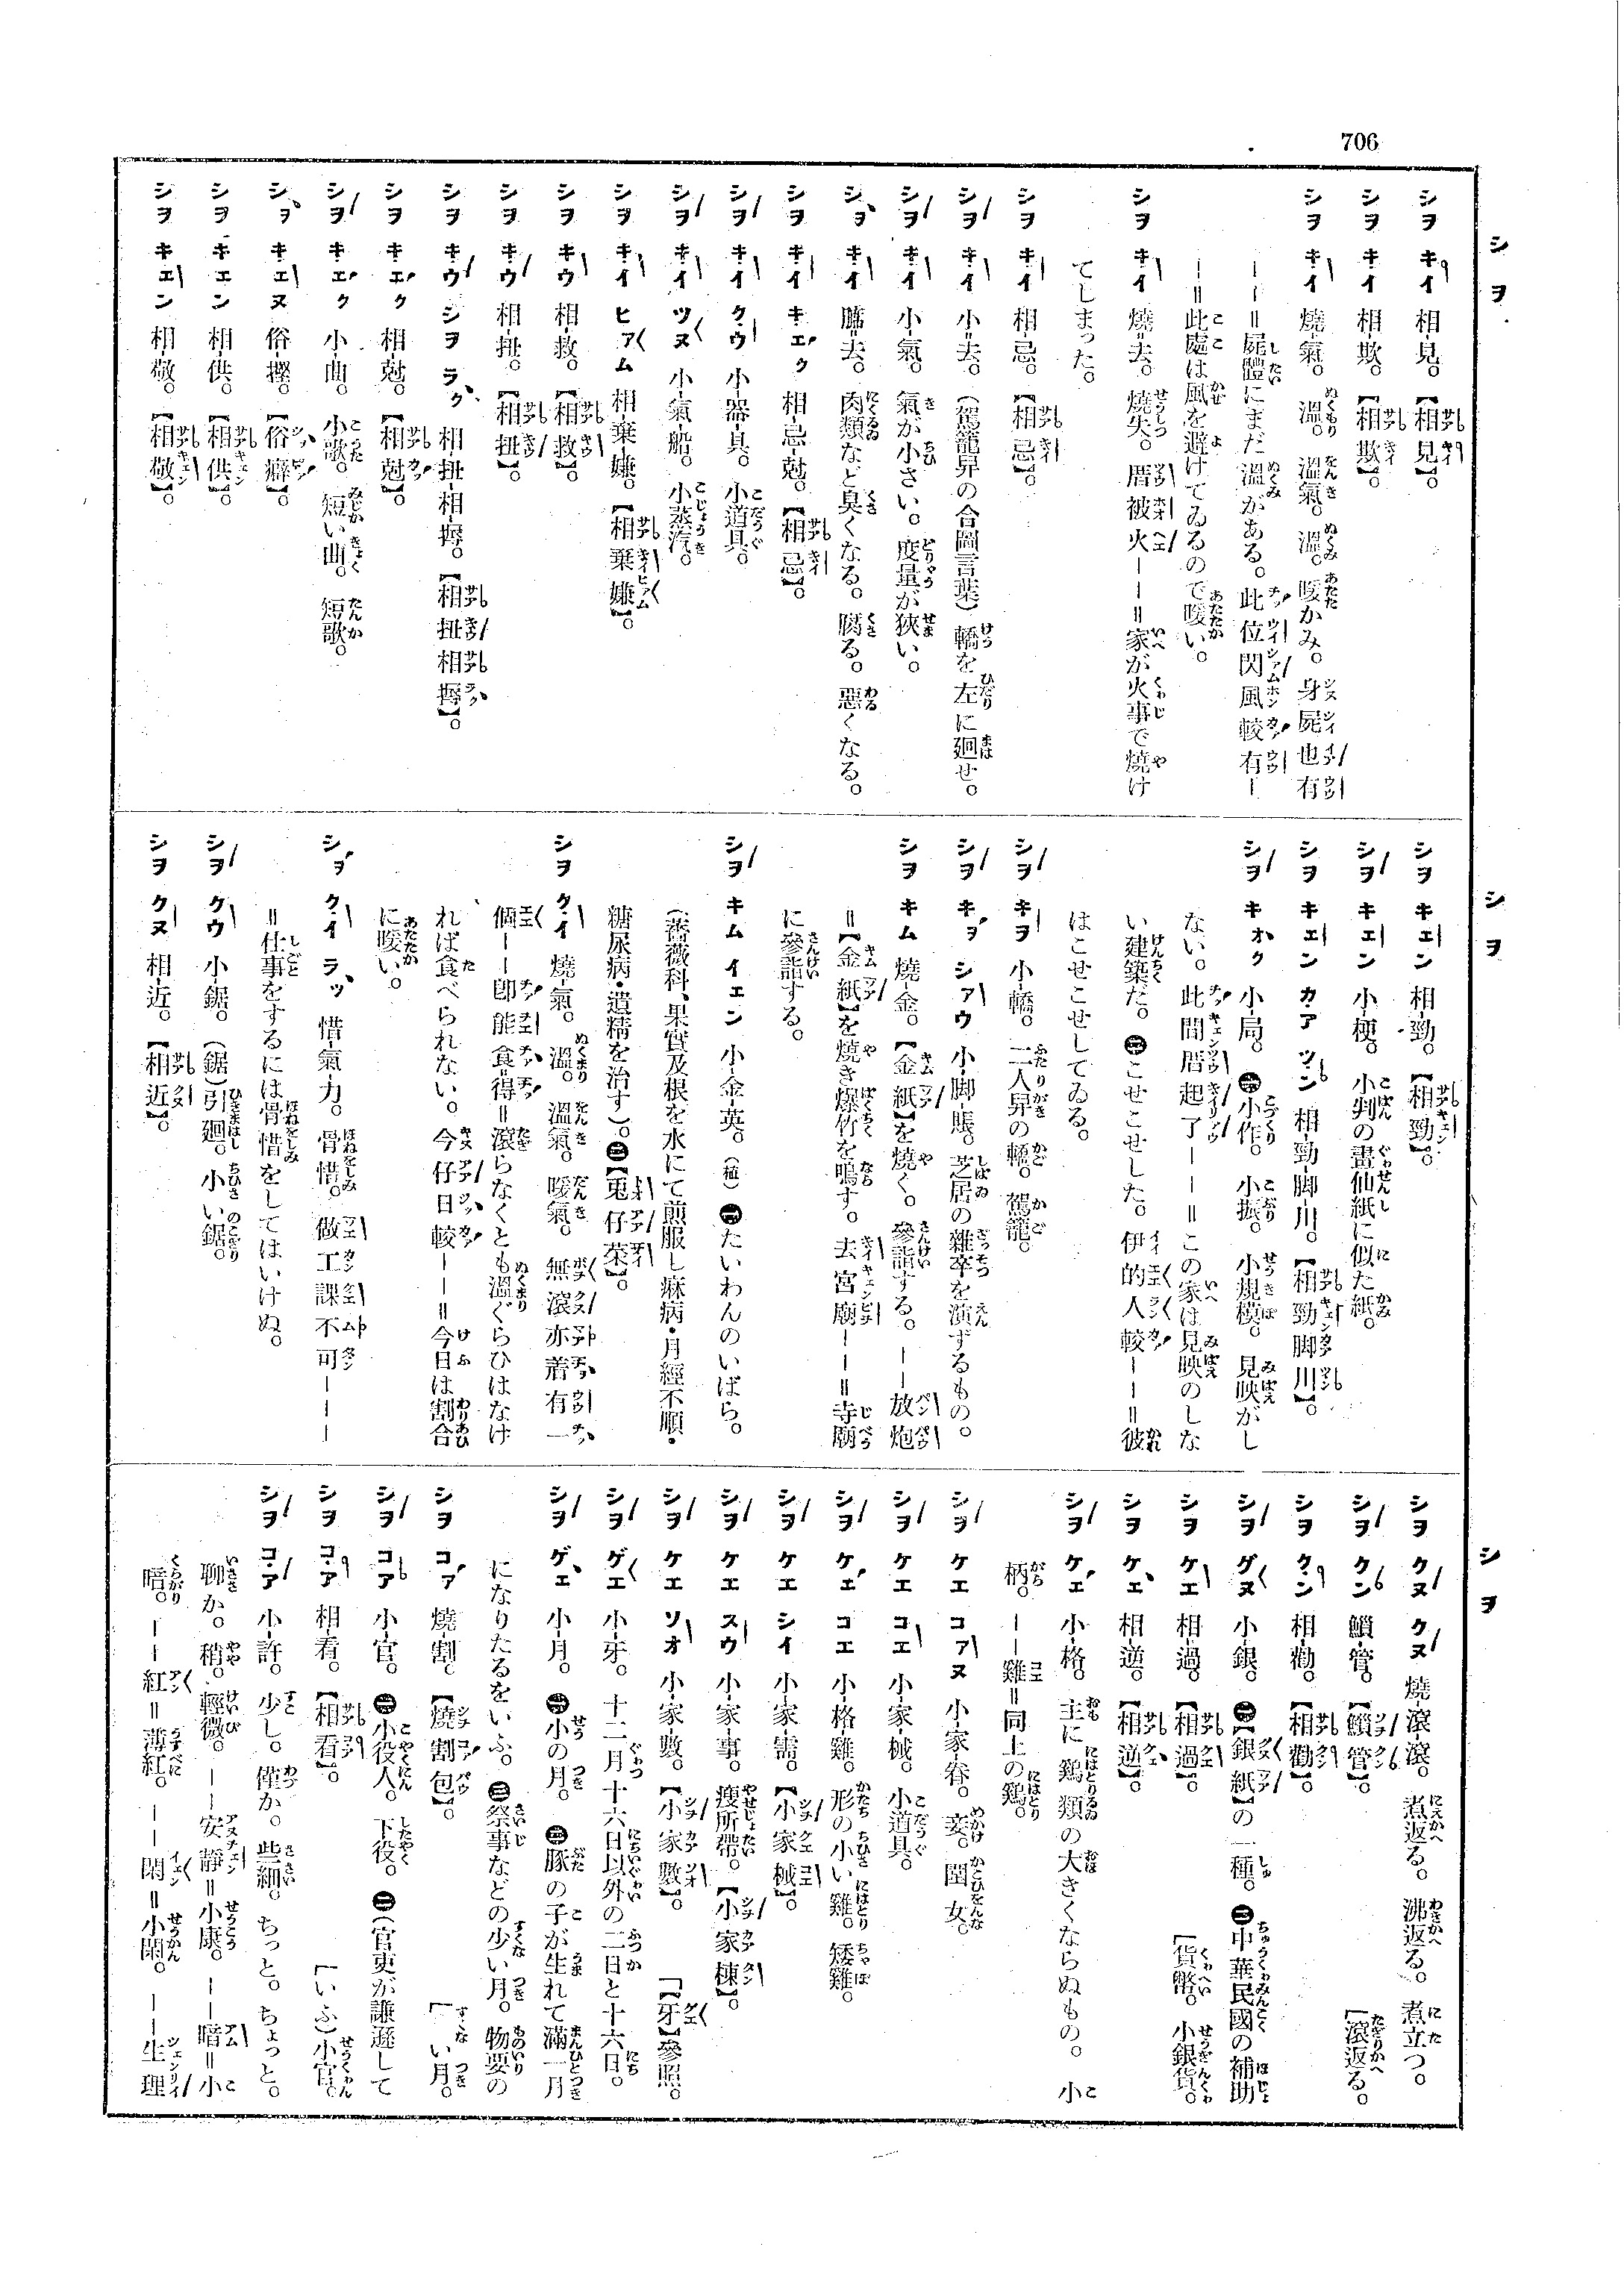 706
シヲ
シヲ キイ 相-見。【相見】。
シヲ キイ 相-欺。【相欺】。
シヲ キイ 燒-氣。溫。溫氣。溫。暖かみ。身屍也有
——＝屍體にまだ溫がある。此位閃風較有—
—＝此處は風を避けてゐるので暖い。
シヲ キイ 燒＝去。燒失。厝被火——＝家が火事で燒け
てしまった。
シヲ キイ 相-忌。【相忌】。
シヲ キイ 小＝去。（駕籠舁の合圖言葉）轎を左に廻せ。
シヲ キイ 小-氣。氣が小さい。度量が狹い。
シヲ キイ 臊＝去。肉類など臭くなる。腐る。惡くなる。
シヲ キイ キエク 相-忌-尅。【相忌】。
シヲ キイ クウ 小-器-具。小道具。
シヲ キイ ツヌ 小-氣-船。小蒸汽。
シヲ キイ ヒアム 相-棄-嫌。【相棄嫌】。
シヲ キウ 相-救。【相救】。
シヲ キウ 相-扭。【相扭】。
シヲ キウ シヲ ラク 相-扭-相-搙。【相扭相搙】。
シヲ キエク 相-尅。【相尅】。
シヲ キエク 小-曲。小歌。短い曲。短歌。
シヲ キエヌ 俗-檉。【俗癖】。
シヲ キエン 相-供。【相供】。
シヲ キエン 相-敬。【相敬】。
シヲ
シヲ キエン 相-勁。【相勁】。
シヲ キエン 小-梗。小判の畫仙紙に似た紙。
シヲ キエン カア ツン 相-勁-脚-川。【相勁脚川】。
シヲ キオク 小-局。㊀小作。小振。小規模。見映がし
ない。此間厝起了———＝この家は見映のしな
い建築だ。㊁こせこせした。伊的人較——＝彼
はこせこせしてゐる。
シヲ キヲ 小-轎。二人舁の轎。駕籠。
シヲ キヲ シアウ 小-脚-賬。芝居の雜卒を演ずるもの。
シヲ キム 燒-金。【金紙】を燒く。參詣する。——放炮
＝【金紙】を燒き爆竹を鳴す。去宮廟———＝寺廟
に參詣する。
シヲ キム イエン 小-金-英。（植）㊀たいわんのいばら。
（薔薇科、果實及根を水にて煎服し痳病・月經不順・
糖尿病・遺精を治す）。㊁【兎仔菜】。
シヲ クイ 燒-氣。溫。溫氣。暖氣。無滾亦着有一
個——卽能食＝得＝滾らなくとも溫ぐらひはなけ
れば食べられない。今仔日較———＝今日は割合
に暖い。
シヲ クイ ラッ 惜-氣-力。骨惜。做工課不可———
＝仕事をするには骨惜をしてはいけぬ。
シヲ クウ 小-鋸。（鋸）引廻。小い鋸。
シヲ クヌ 相-近。【相近】。
シヲ
シヲ クヌ クヌ 燒-滾-滾。煮返る。沸返る。煮立つ。
シヲ クン 鎖-管。【鎖管】。［滾返る。
シヲ クン 相-勸。【相勸】。
シヲ グヌ 小-銀。㊀【銀紙】の一種。㊁中華民國の補助
シヲ ケエ 相-過。【相過】。［貨幣。小銀貨。
シヲ ケエ 相-逆。【相逆】。
シヲ ケエ 小-格。主に鷄類の大きくならぬもの。小
柄。——雞＝同上の鷄。
シヲ ケエ コアヌ 小-家-眷。妾。圍女。
シヲ ケエ コエ 小-家-械。小道具。
シヲ ケエ コエ 小-格-雞。形の小い雞。矮雞。
シヲ ケエ シイ 小-家-需。【小家械】。
シヲ ケエ スウ 小-家-事。瘦所帶。【小家棟】。
シヲ ケエ ソオ 小-家-數。【小家數】。［【牙】參照。
シヲ ゲエ 小-牙。十二月十六日以外の二日と十六日。
シヲ ゲエ 小-月。㊀小の月。㊁豚の子が生れて滿一月
になりたるをいふ。㊂祭事などの少い月。物要の
シヲ コア 燒-割。【燒割包】。［い月。
シヲ コア 小-官。㊀小役人。下役。㊁（官吏が謙遜して
シヲ コア 相-看。【相看】。［いふ）小官。
シヲ コア 小-許。少し。僅か。些細。ちっと。ちょっと。
聊か。稍。輕微。——安靜＝小康。——暗＝小
暗。——紅＝薄紅。——閑＝小閑。——生理